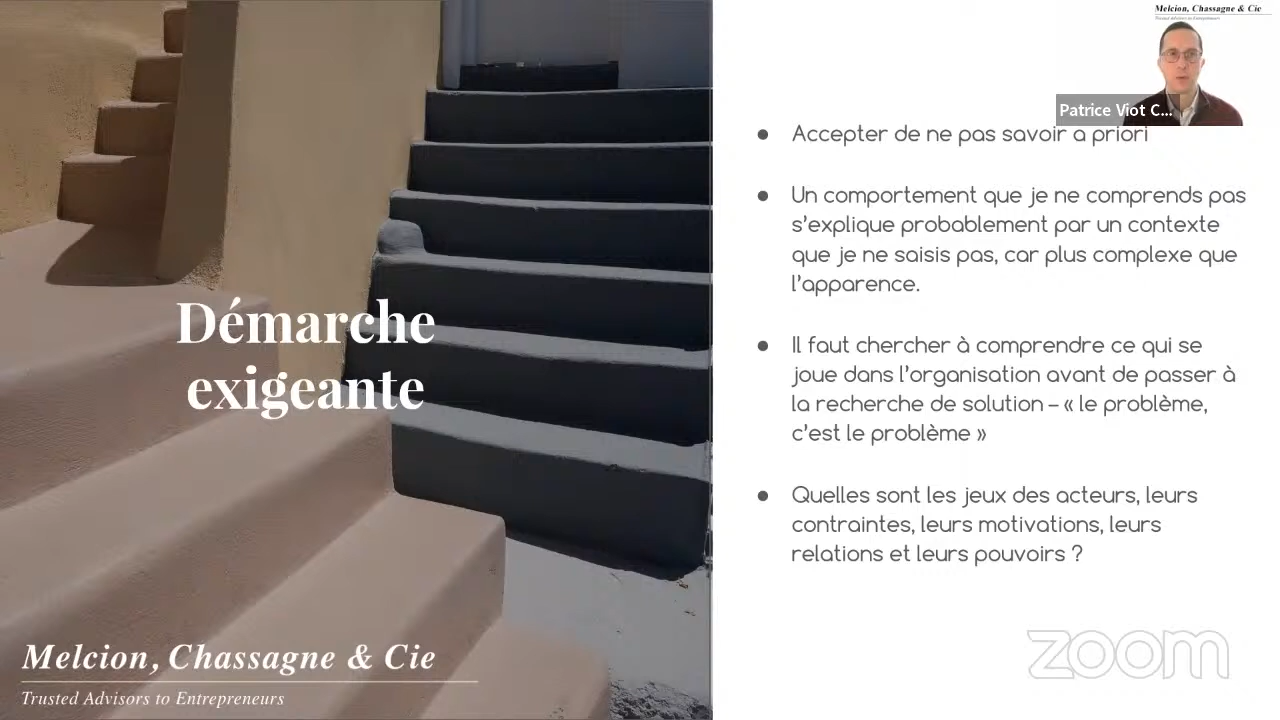 Melcion, Chassagne & Cie
Trusted Advisors to Entrepreneurs
Patrice Viot C...
Démarche
exigeante
Melcion, Chassagne & Cie
Trusted Advisors to Entrepreneurs
● Accepter de ne pas savoir a priori
● Un comportement que je ne comprends pas
s'explique probablement par un contexte
que je ne saisis pas, car plus complexe que
l'apparence.
● Il faut chercher à comprendre ce qui se
joue dans l'organisation avant de passer à
la recherche de solution – « le problème,
c'est le problème »
● Quelles sont les jeux des acteurs, leurs
contraintes, leurs motivations, leurs
relations et leurs pouvoirs ?
zoom